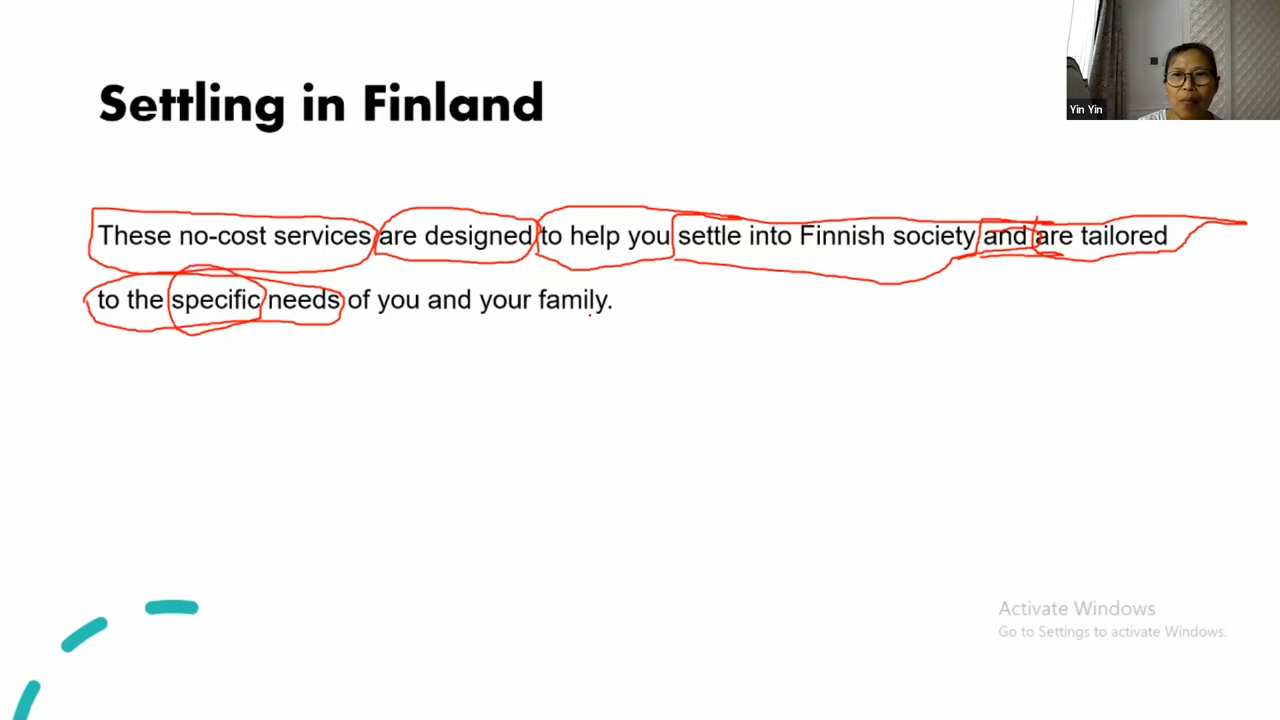 Settling in Finland
Yin Yin
These no-cost services are designed to help you settle into Finnish society and are tailored
to the specific needs of you and your family.
Activate Windows
Go to Settings to activate Windows.